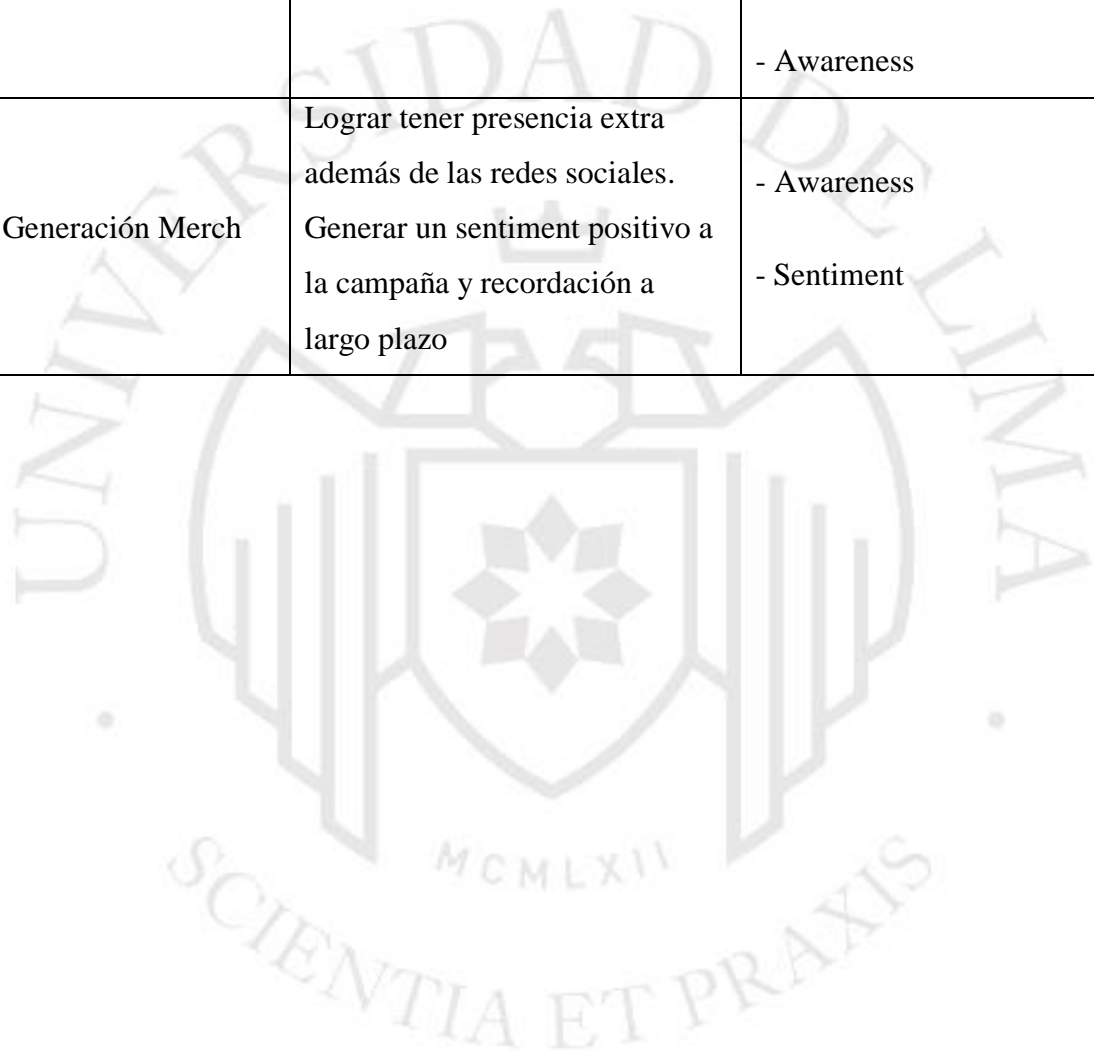 - Awareness
Generación Merch
Lograr tener presencia extra
además de las redes sociales.
Generar un sentiment positivo a
la campaña y recordación a
largo plazo
- Awareness
- Sentiment
UNIVERSIDAD DE LIMA
MCMLXII
SCIENTIA ET PRAXIS